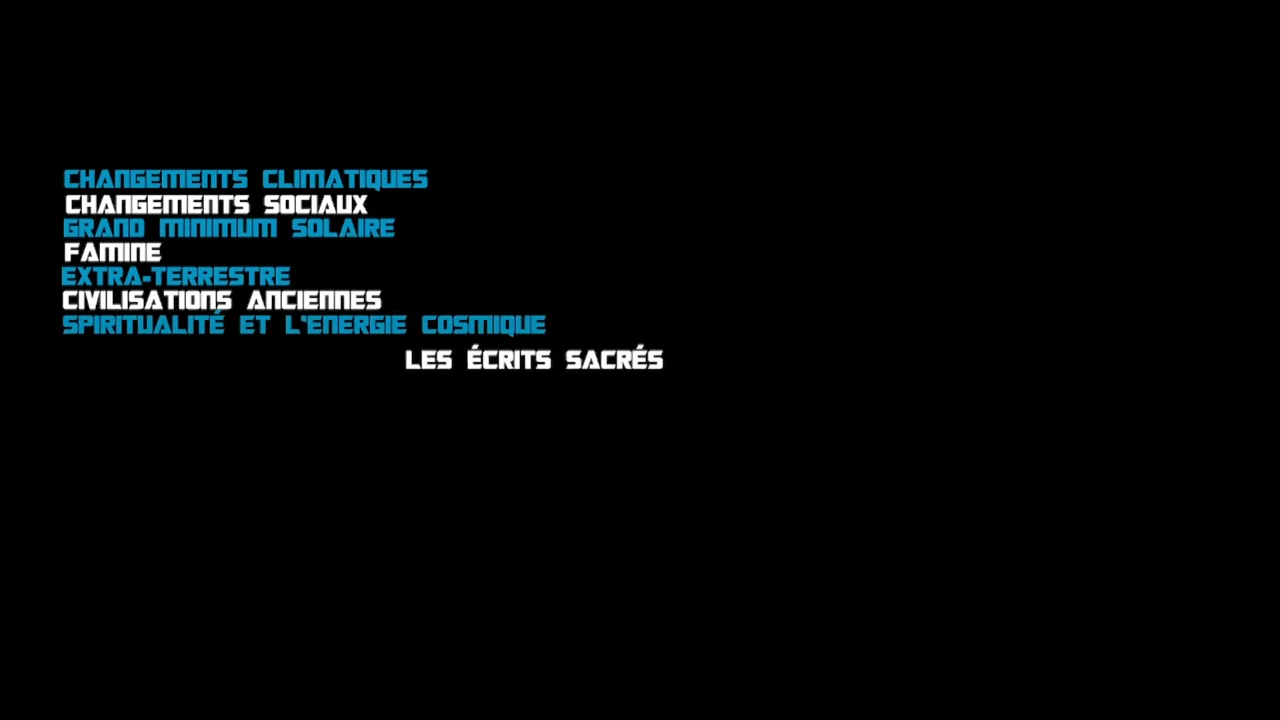 CHANGEMENTS CLIMATIQUES
CHANGEMENTS SOCIAUX
GRAND MINIMUM SOLAIRE
FAMINE
EXTRA-TERRESTRE
CIVILISATIONS ANCIENNES
SPIRITUALITÉ ET L'ENERGIE COSMIQUE
LES ÉCRITS SACRÉS